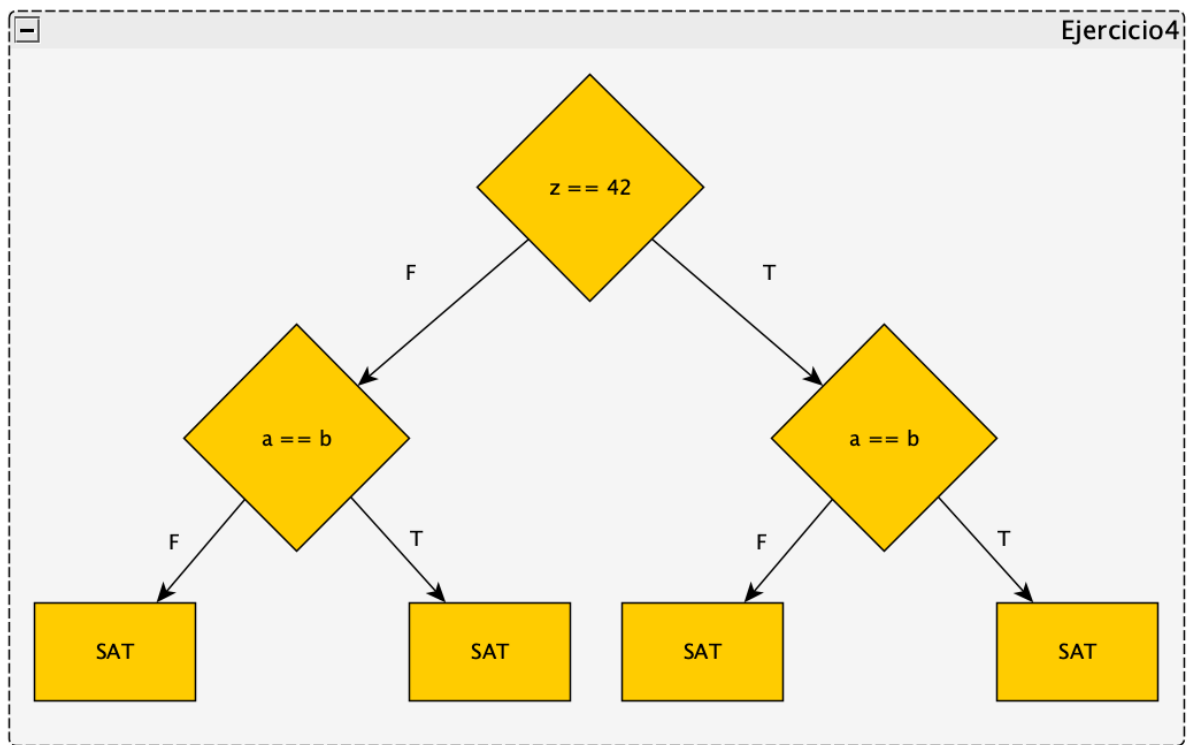 Ejercicio4
z == 42
F
T
a == b
a == b
F
T
F
T
SAT
SAT
SAT
SAT